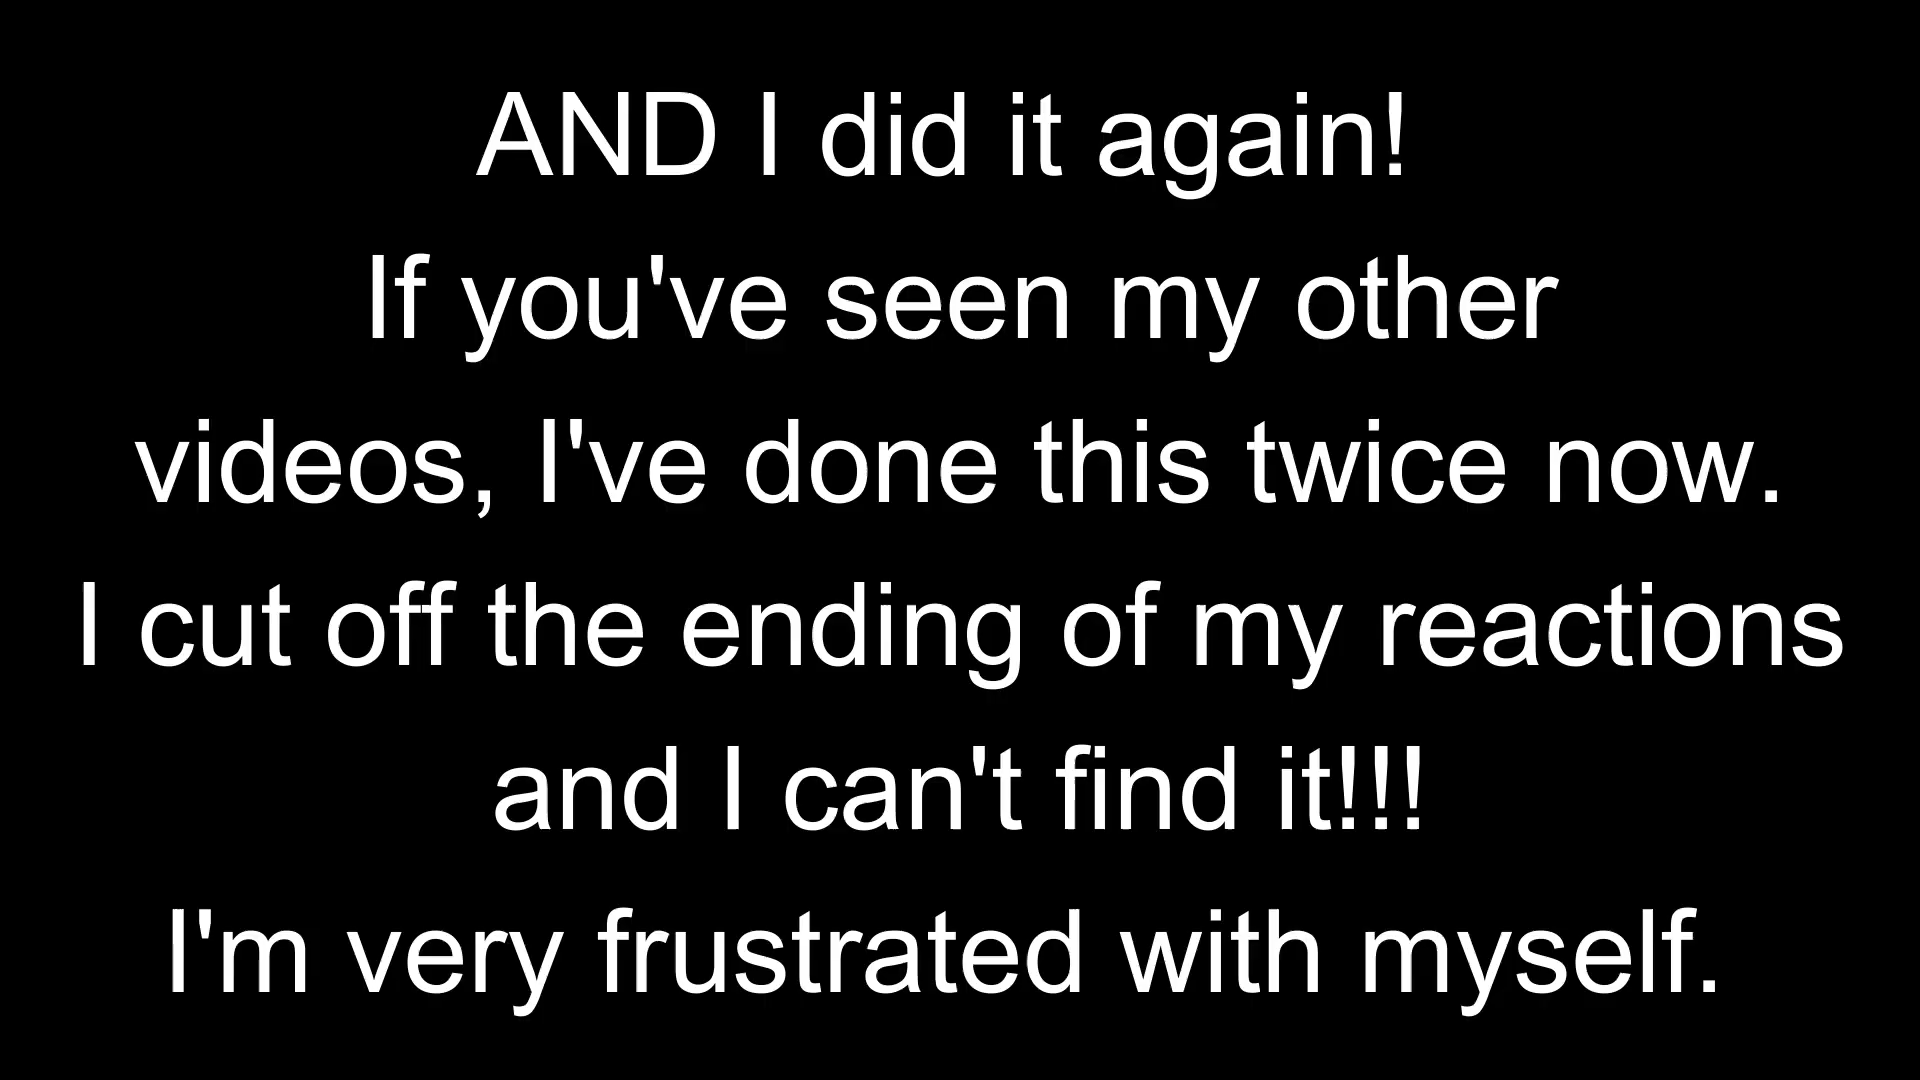 AND I did it again!
If you've seen my other
videos, I've done this twice now.
I cut off the ending of my reactions
and I can't find it!!!
I'm very frustrated with myself.